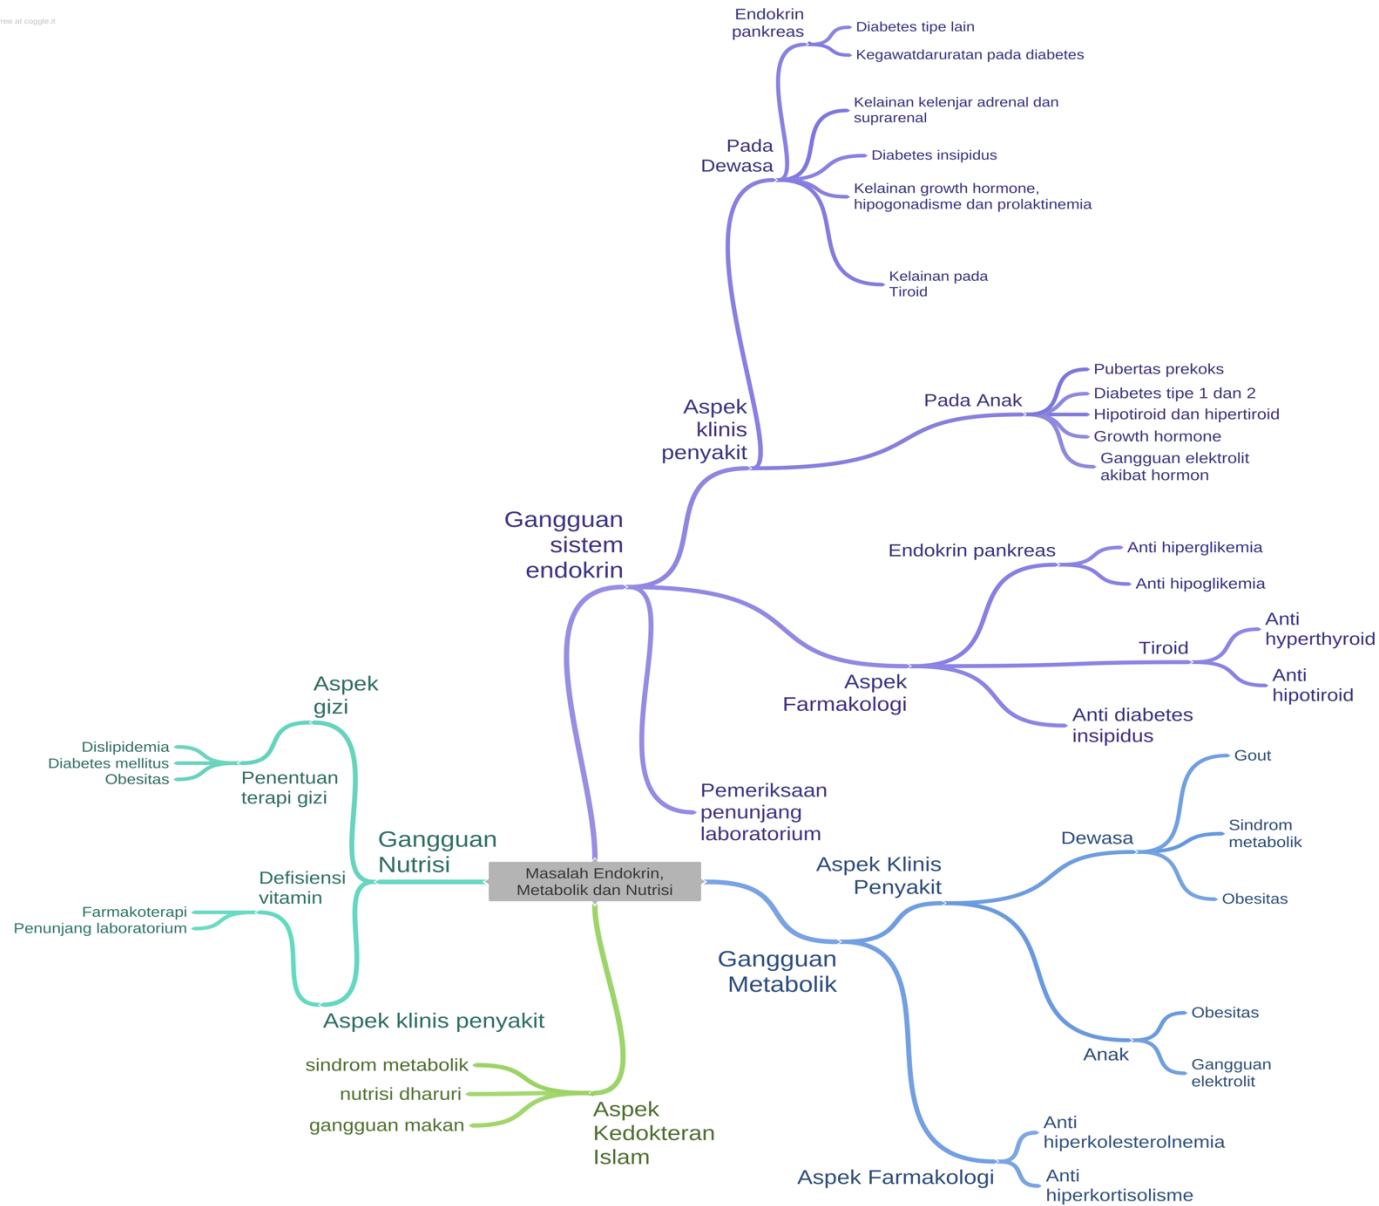 ree at coggle.it
Endokrin
pankreas
Diabetes tipe lain
Kegawatdaruratan pada diabetes
Kelainan kelenjar adrenal dan
suprarenal
Pada
Dewasa
Diabetes insipidus
Kelainan growth hormone,
hipogonadisme dan prolaktinemia
Kelainan pada
Tiroid
Aspek
klinis
penyakit
Pada Anak
Pubertas prekoks
Diabetes tipe 1 dan 2
Hipotiroid dan hipertiroid
Growth hormone
Gangguan elektrolit
akibat hormon
Gangguan
sistem
endokrin
Endokrin pankreas
Anti hiperglikemia
Anti hipoglikemia
Tiroid
Anti
hyperthyroid
Anti
hipotiroid
Aspek
Farmakologi
Anti diabetes
insipidus
Pemeriksaan
penunjang
laboratorium
Aspek
gizi
Dislipidemia
Diabetes mellitus
Obesitas
Penentuan
terapi gizi
Gangguan
Nutrisi
Defisiensi
vitamin
Farmakoterapi
Penunjang laboratorium
Aspek klinis penyakit
Masalah Endokrin,
Metabolik dan Nutrisi
Gangguan
Metabolik
Aspek Klinis
Penyakit
Dewasa
Gout
Sindrom
metabolik
Obesitas
Anak
Obesitas
Gangguan
elektrolit
Aspek Farmakologi
Anti
hiperkolesterolnemia
Anti
hiperkortisolisme
sindrom metabolik
nutrisi dharuri
gangguan makan
Aspek
Kedokteran
Islam